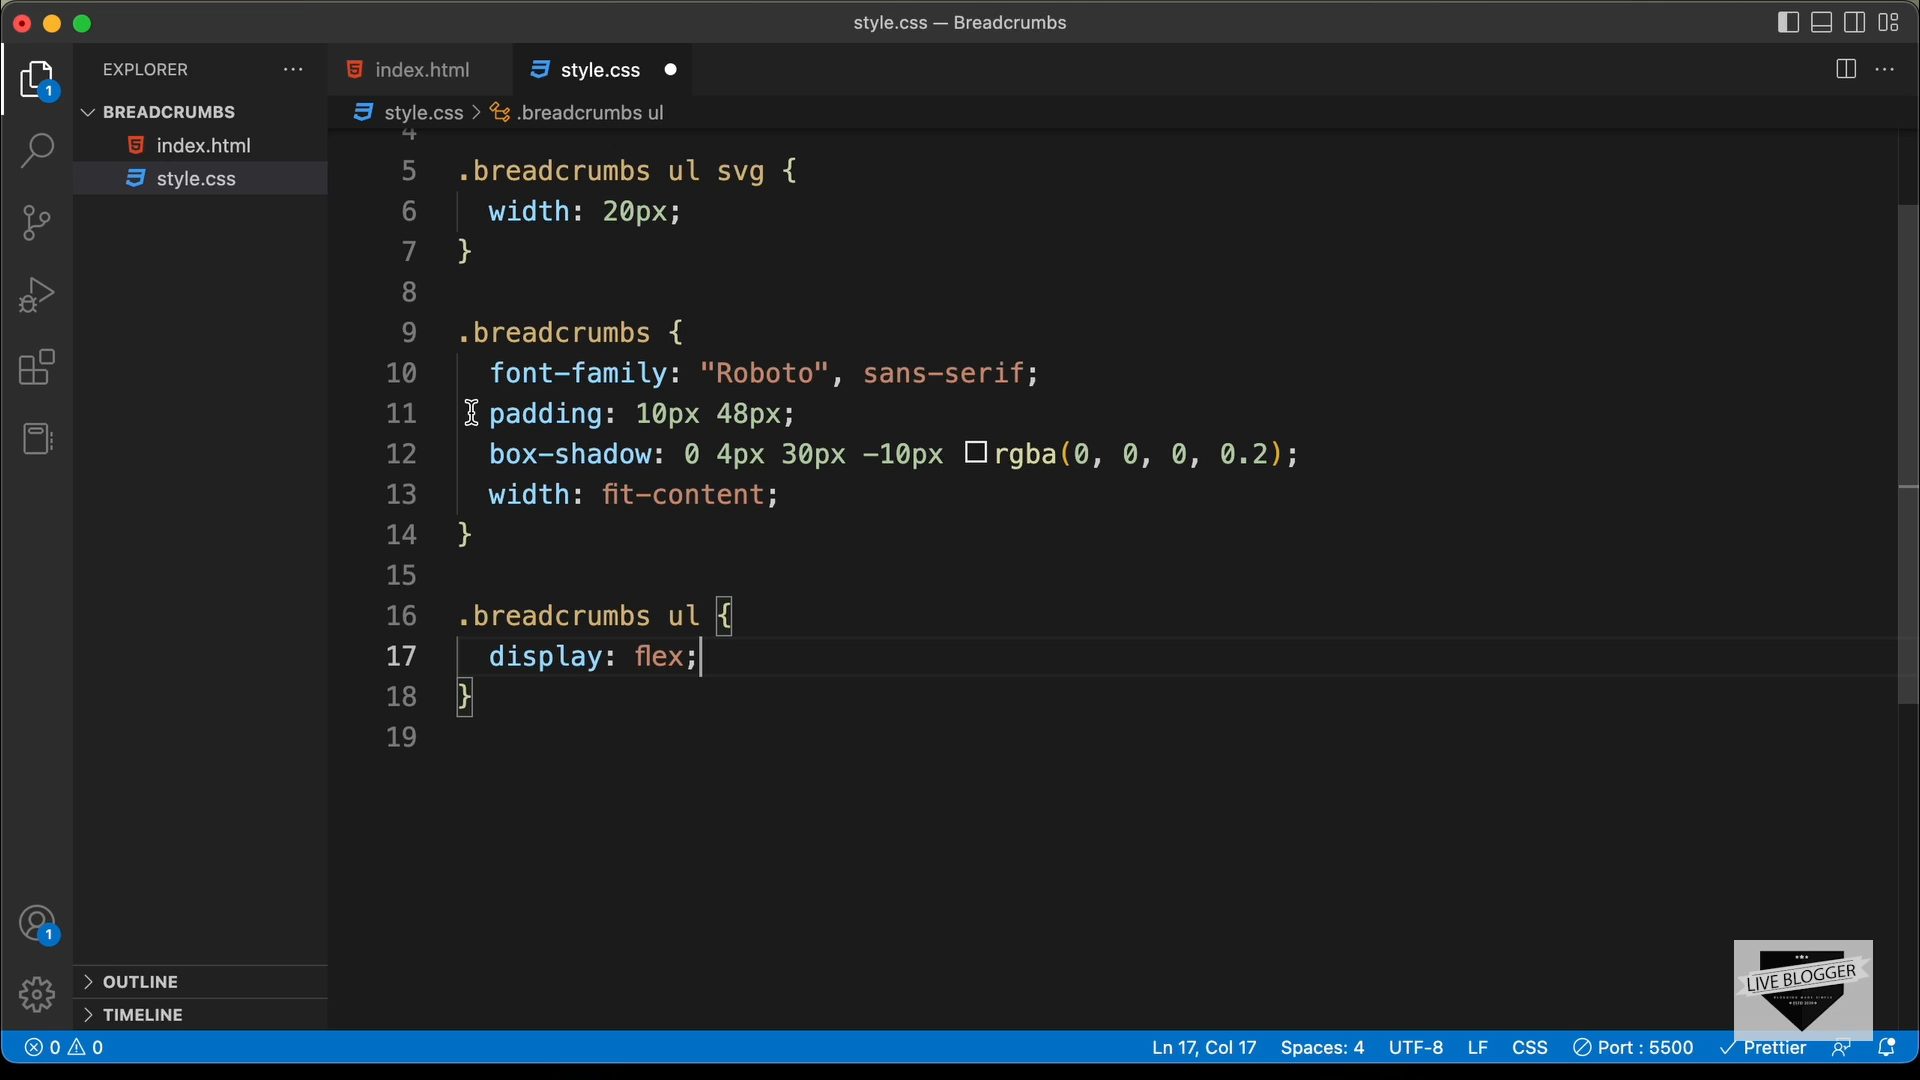 style.css — Breadcrumbs
EXPLORER
index.html
style.css
BREADCRUMBS
style.css > .breadcrumbs ul
index.html
style.css
4
5 .breadcrumbs ul svg {
6 width: 20px;
7 }
8
9 .breadcrumbs {
10 font-family: "Roboto", sans-serif;
11 padding: 10px 48px;
12 box-shadow: 0 4px 30px -10px rgba(0, 0, 0, 0.2);
13 width: fit-content;
14 }
15
16 .breadcrumbs ul {
17 display: flex;
18 }
19
1
1
OUTLINE
TIMELINE
LIVE BLOGGER
0 0
Ln 17, Col 17 Spaces: 4 UTF-8 LF CSS Port : 5500 Prettier